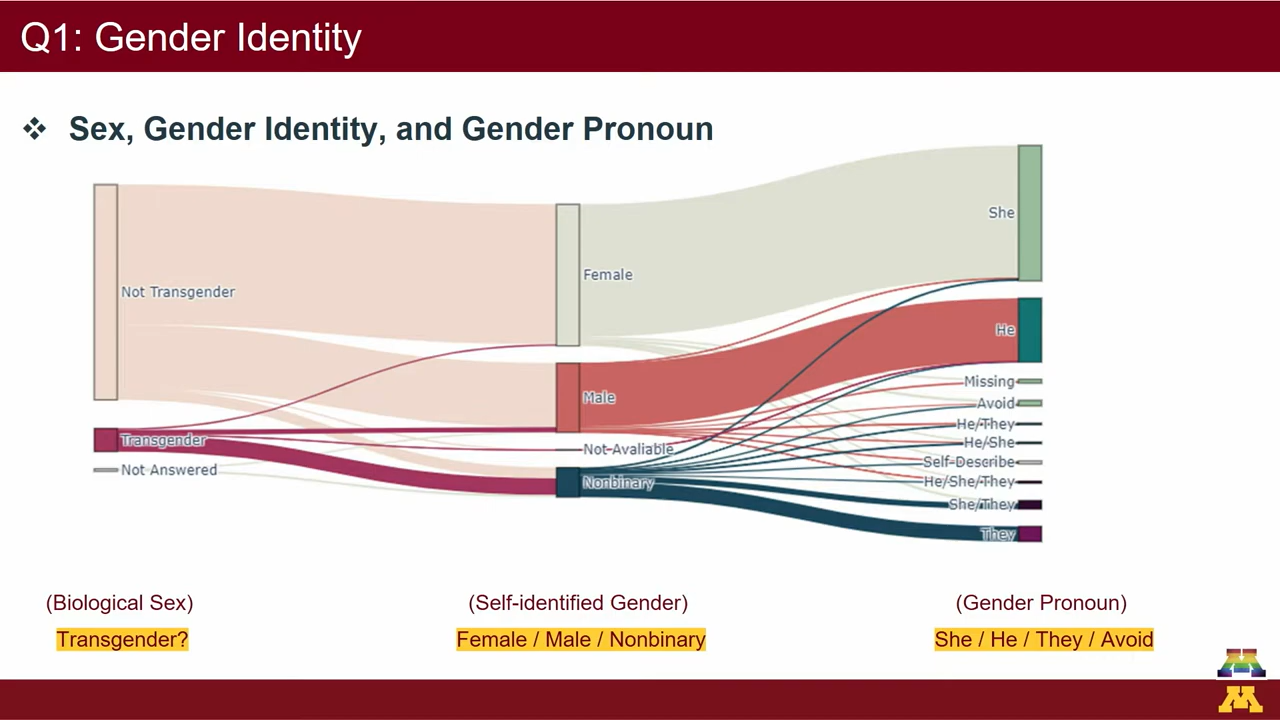 Q1: Gender Identity
❖ Sex, Gender Identity, and Gender Pronoun
She
Female
Not Transgender
He
Missing
Male
Avoid
He/They
Transgender
He/She
Not Avaliable
Self-Describe
Not Answered
He/She/They
Nonbinary
She/They
They
(Biological Sex)
(Self-identified Gender)
(Gender Pronoun)
Transgender?
Female / Male / Nonbinary
She / He / They / Avoid